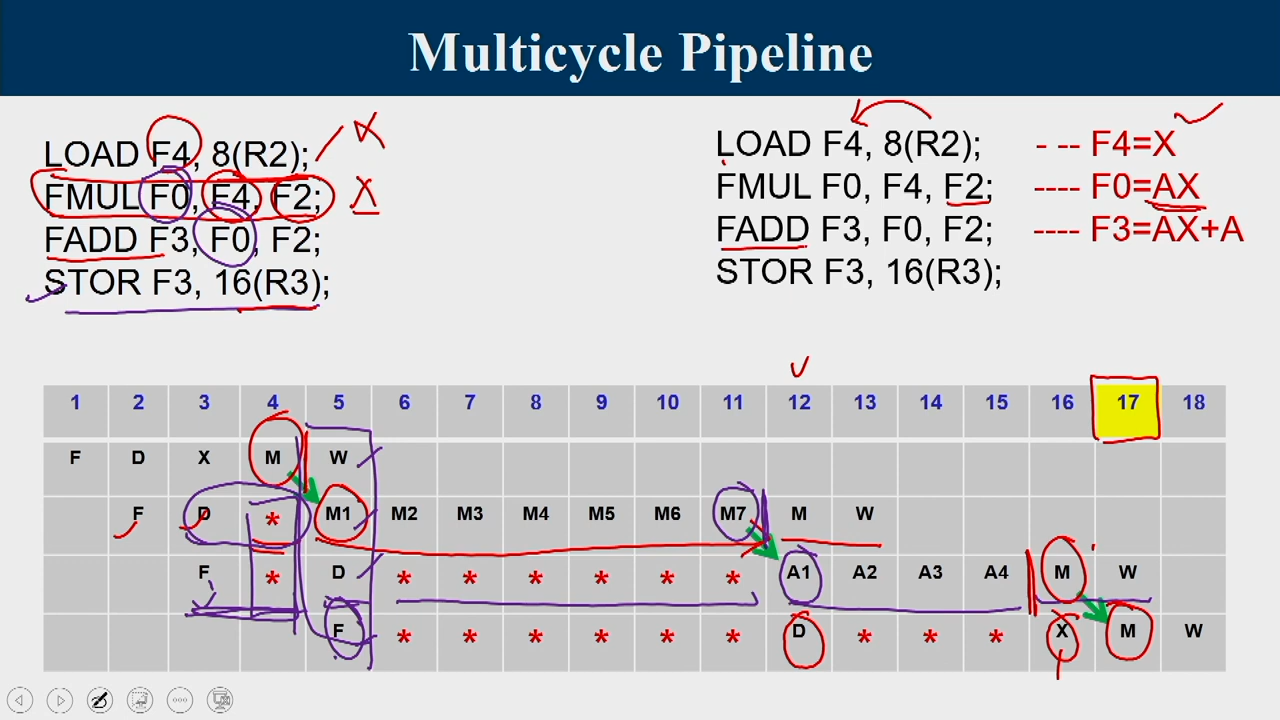 Multicycle Pipeline
LOAD F4, 8(R2);
FMUL F0, F4, F2;
FADD F3, F0, F2;
STOR F3, 16(R3);
X
LOAD F4, 8(R2); - -- F4=X
FMUL F0, F4, F2; ---- F0=AX
FADD F3, F0, F2; ---- F3=AX+A
STOR F3, 16(R3);
1 2 3 4 5 6 7 8 9 10 11 12 13 14 15 16 17 18
F D X M W
F D * M1 M2 M3 M4 M5 M6 M7 M W
F * D * * * * * * A1 A2 A3 A4 M W
F * * * * * * D * * * X M W